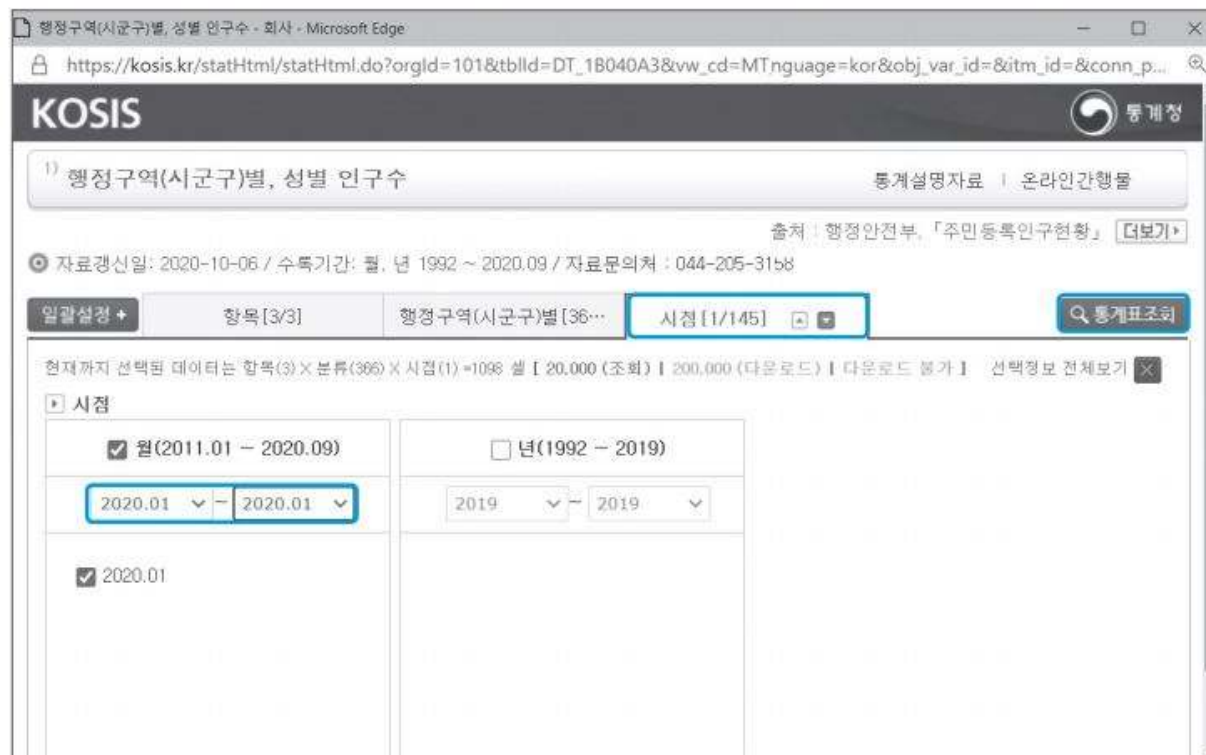 행정구역(시군구)별, 성별 인구수 - 회사 - Microsoft Edge
https://kosis.kr/statHtml/statHtml.do?orgId=101&tblId=DT_1B040A3&vw_cd=MTnguage=kor&obj_var_id=&itm_id=&conn_p...
KOSIS
통계청
1) 행정구역(시군구)별, 성별 인구수
통계설명자료 | 온라인간행물
출처 : 행정안전부, 「주민등록인구현황」 더보기
자료갱신일: 2020-10-06 / 수록기간: 월, 년 1992 ~ 2020.09 / 자료문의처 : 044-205-3158
일괄설정 + 항목[3/3] 행정구역(시군구)별[36… 시점[1/145] 통계표조회
현재까지 선택된 데이터는 항목(3) X 분류(366) X 시점(1) =1098 셀 [ 20,000 (조회) | 200,000 (다운로드) | 다운로드 불가 ] 선택정보 전체보기
시점
월(2011.01 ~ 2020.09) 년(1992 ~ 2019)
2020.01 ~ 2020.01 2019 ~ 2019
2020.01